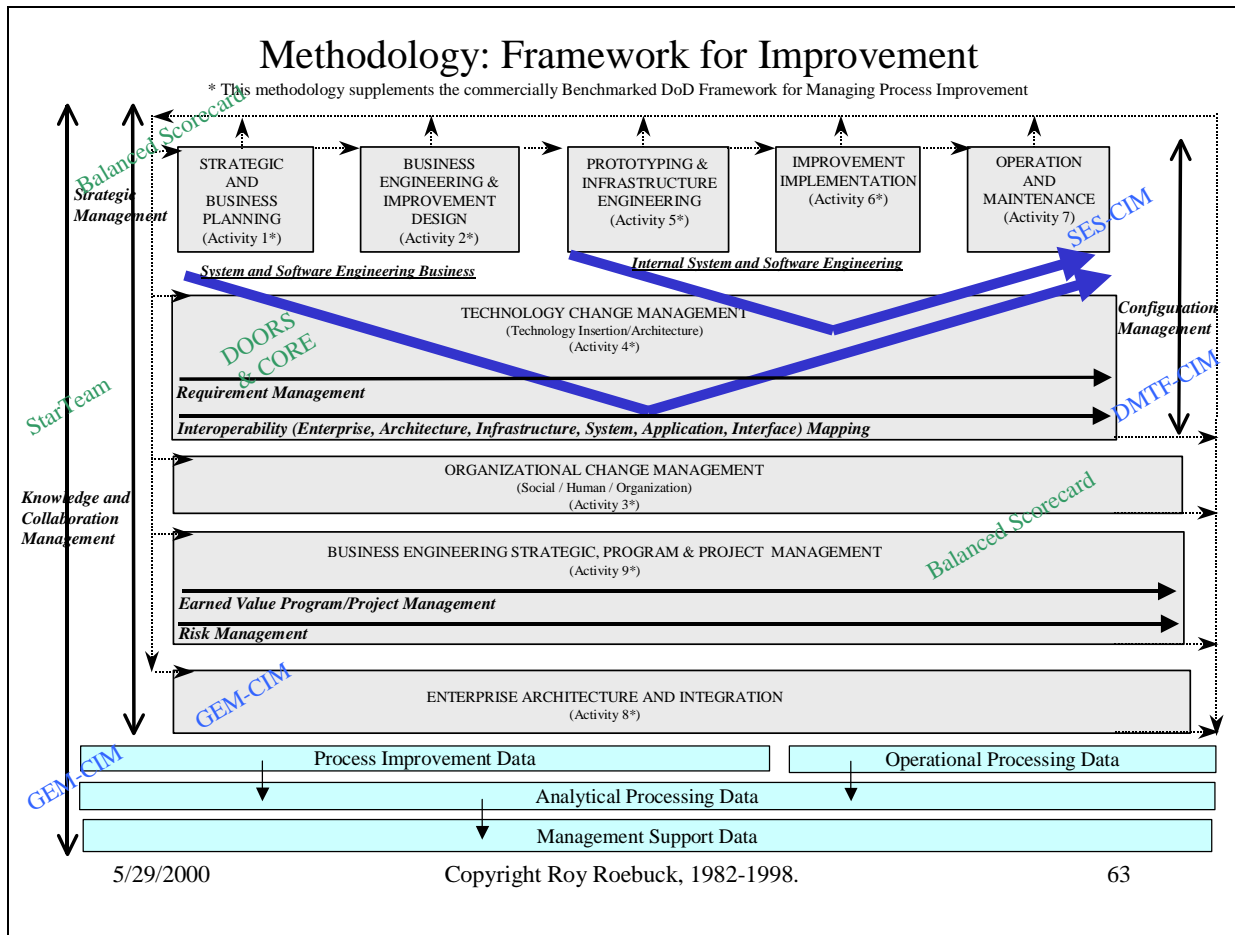 Methodology: Framework for Improvement
* This methodology supplements the commercially Benchmarked DoD Framework for Managing Process Improvement
Balanced Scorecard
Strategic
Management
STRATEGIC
AND
BUSINESS
PLANNING
(Activity 1*)
BUSINESS
ENGINEERING &
IMPROVEMENT
DESIGN
(Activity 2*)
PROTOTYPING &
INFRASTRUCTURE
ENGINEERING
(Activity 5*)
IMPROVEMENT
IMPLEMENTATION
(Activity 6*)
OPERATION
AND
MAINTENANCE
(Activity 7)
SES-CIM
System and Software Engineering Business
Internal System and Software Engineering
TECHNOLOGY CHANGE MANAGEMENT
(Technology Insertion/Architecture)
(Activity 4*)
DOORS
& CORE
Configuration
Management
Requirement Management
DMTF-CIM
StarTeam
Interoperability (Enterprise, Architecture, Infrastructure, System, Application, Interface) Mapping
ORGANIZATIONAL CHANGE MANAGEMENT
(Social / Human / Organization)
(Activity 3*)
Knowledge and
Collaboration
Management
Balanced Scorecard
BUSINESS ENGINEERING STRATEGIC, PROGRAM & PROJECT MANAGEMENT
(Activity 9*)
Earned Value Program/Project Management
Risk Management
GEM-CIM
ENTERPRISE ARCHITECTURE AND INTEGRATION
(Activity 8*)
GEM-CIM
Process Improvement Data
Operational Processing Data
Analytical Processing Data
Management Support Data
5/29/2000
Copyright Roy Roebuck, 1982-1998.
63